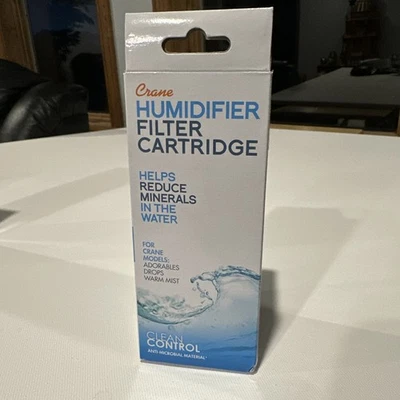 Crane
HUMIDIFIER
FILTER
CARTRIDGE
HELPS
REDUCE
MINERALS
IN THE
WATER
FOR
CRANE
MODELS:
ADORABLES
DROPS
WARM MIST
CLEAN
CONTROL
ANTI-MICROBIAL MATERIAL*